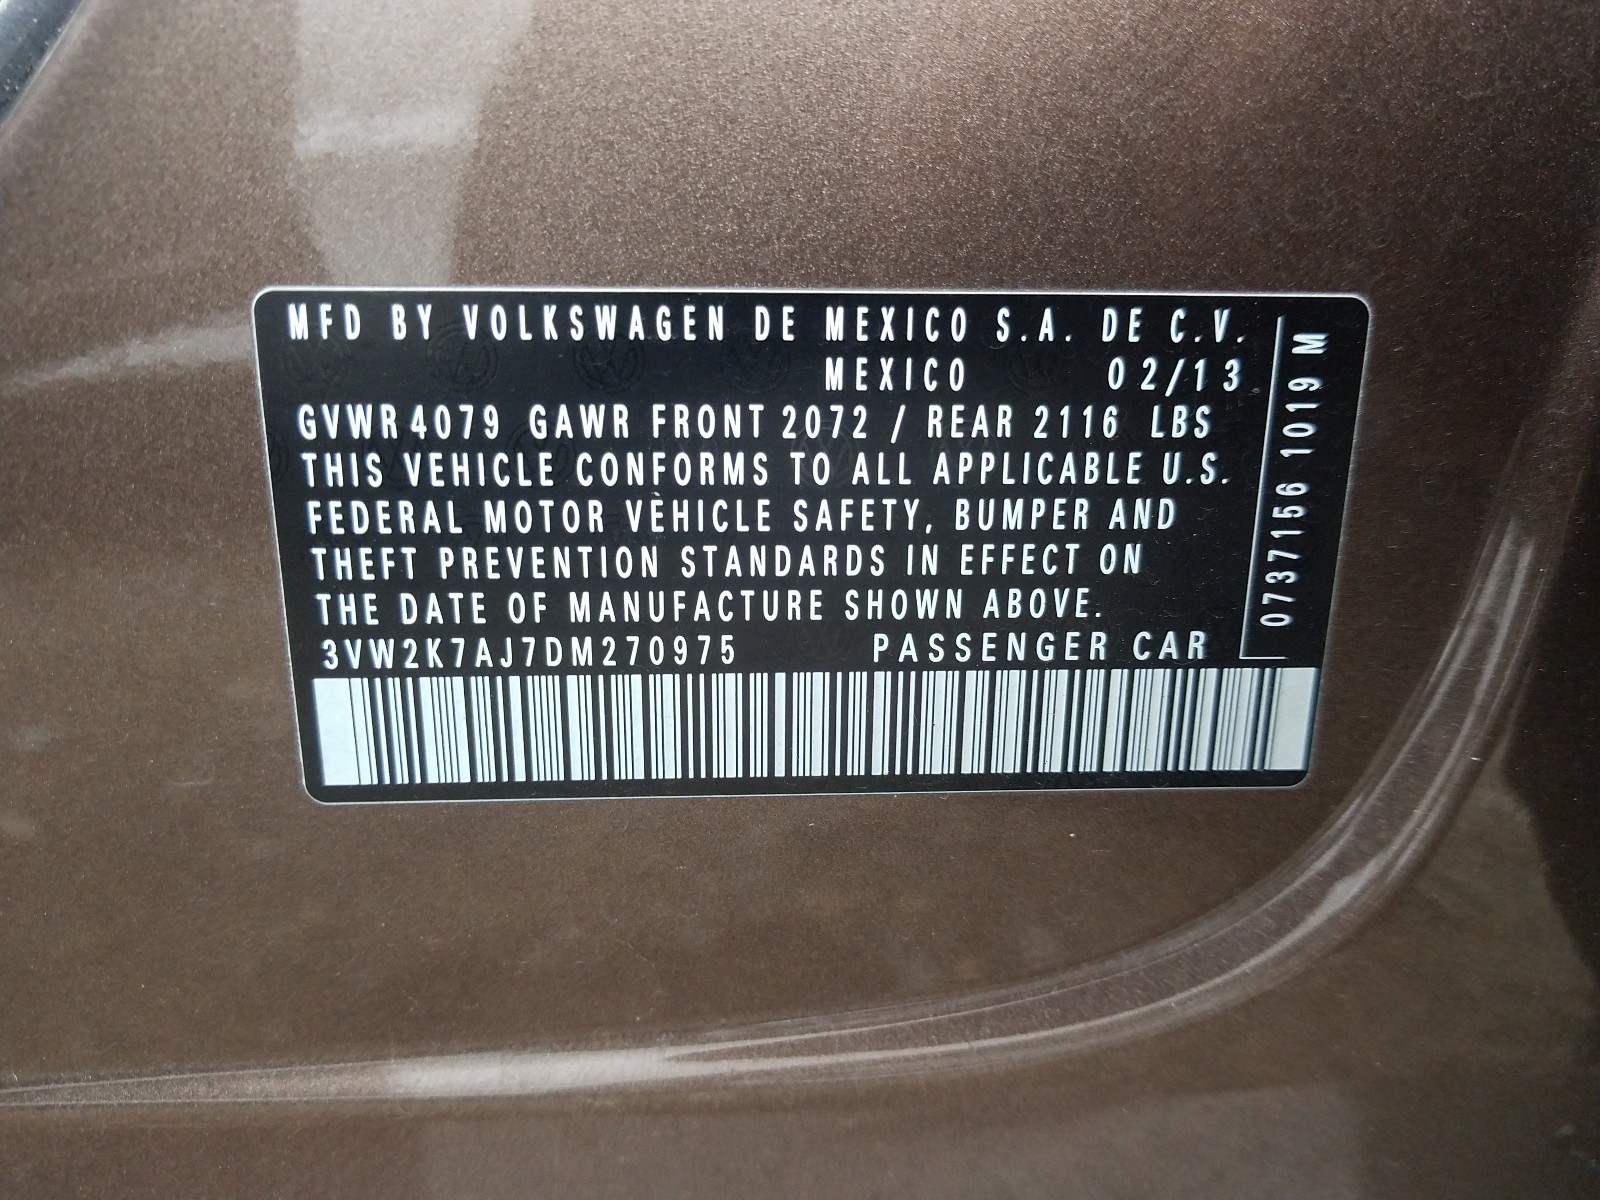 MFD BY VOLKSWAGEN DE MEXICO S.A. DE C.V.
MEXICO 02/13
GVWR 4079 GAWR FRONT 2072 / REAR 2116 LBS
THIS VEHICLE CONFORMS TO ALL APPLICABLE U.S.
FEDERAL MOTOR VEHICLE SAFETY, BUMPER AND
THEFT PREVENTION STANDARDS IN EFFECT ON
THE DATE OF MANUFACTURE SHOWN ABOVE.
3VW2K7AJ7DM270975 PASSENGER CAR
0737156 1019 M